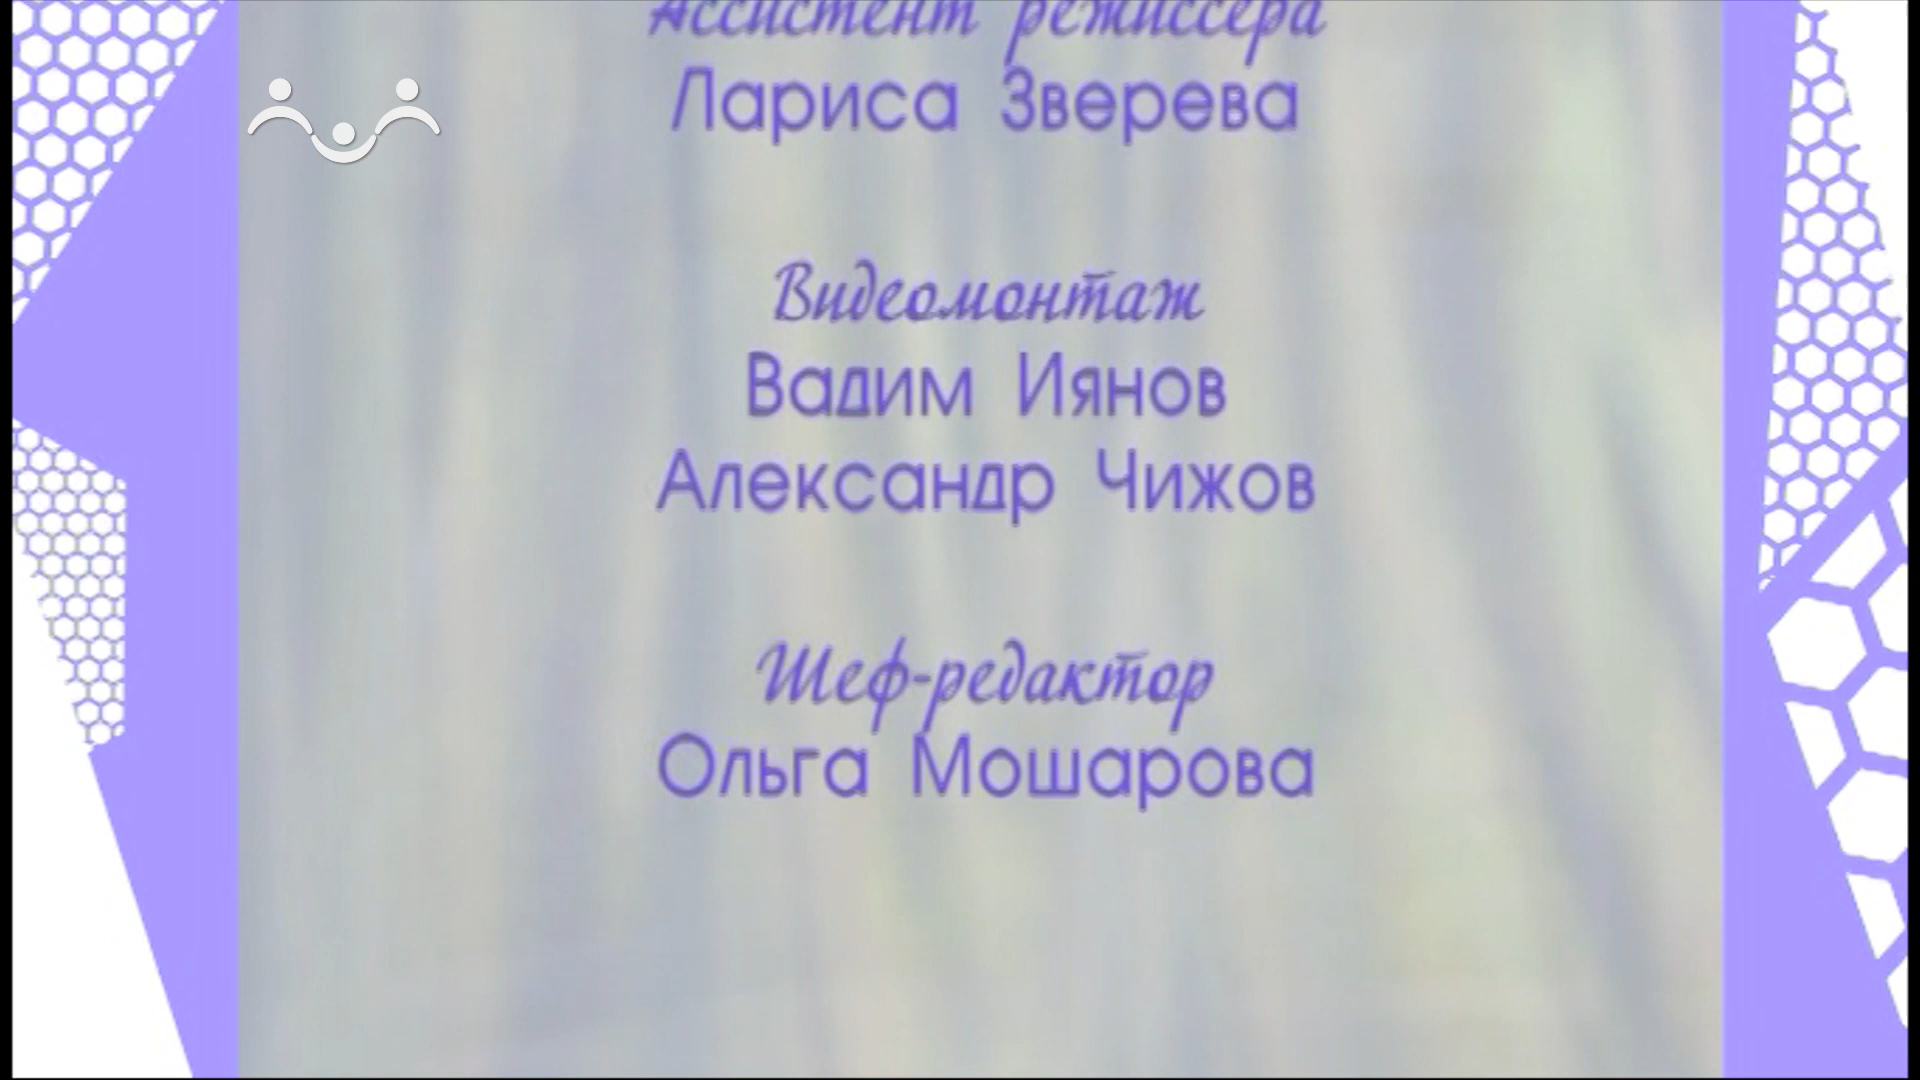 Ассистент режиссера
Лариса Зверева
Видеомонтаж
Вадим Иянов
Александр Чижов
Шеф-редактор
Ольга Мошарова